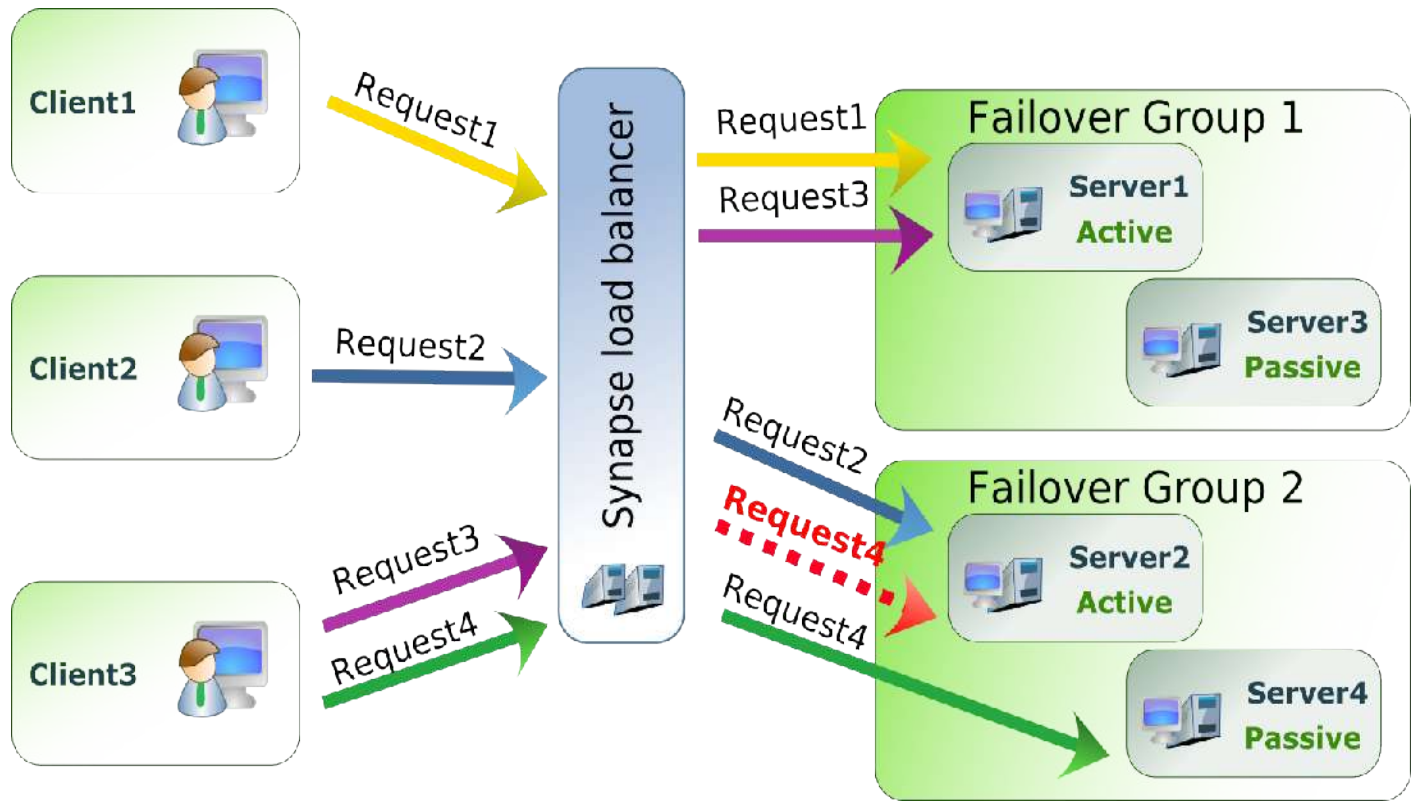 Client1
Request1
Client2
Request2
Client3
Request3
Request4
Synapse load balancer
Request1
Request3
Request2
Request4
Request4
Failover Group 1
Server1
Active
Server3
Passive
Failover Group 2
Server2
Active
Server4
Passive